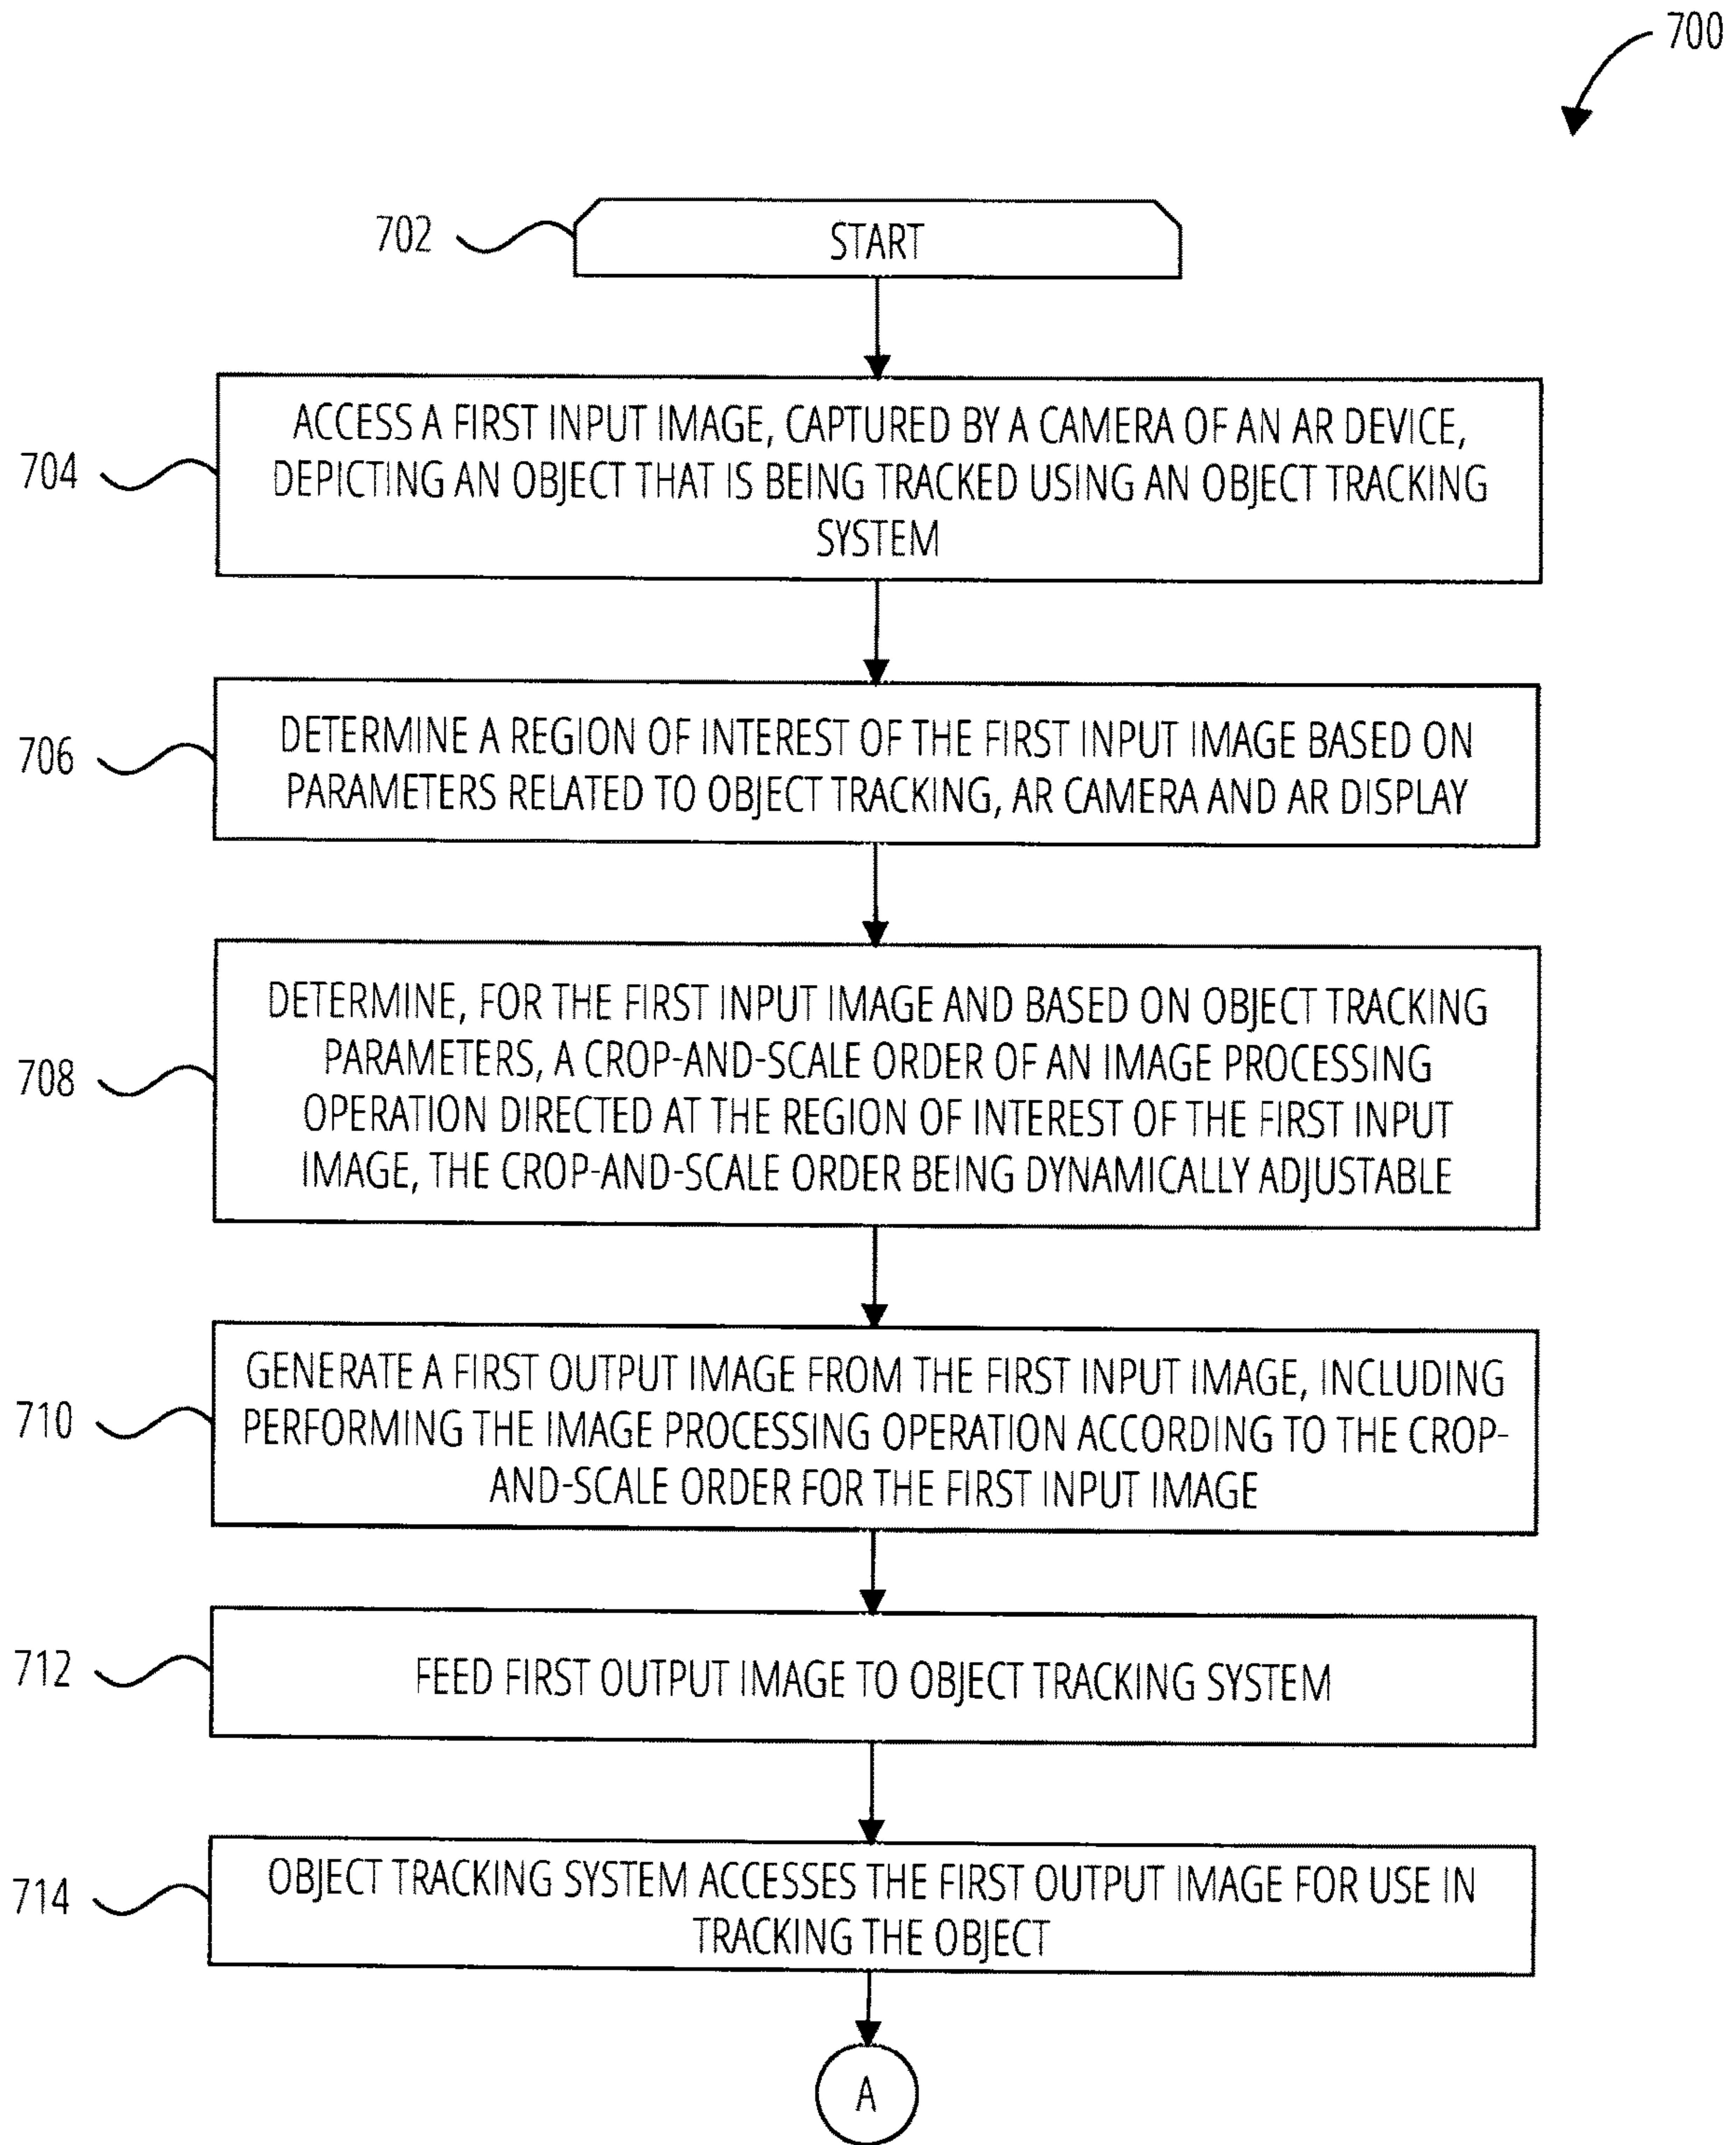 700
702
START
704
ACCESS A FIRST INPUT IMAGE, CAPTURED BY A CAMERA OF AN AR DEVICE,
DEPICTING AN OBJECT THAT IS BEING TRACKED USING AN OBJECT TRACKING
SYSTEM
706
DETERMINE A REGION OF INTEREST OF THE FIRST INPUT IMAGE BASED ON
PARAMETERS RELATED TO OBJECT TRACKING, AR CAMERA AND AR DISPLAY
708
DETERMINE, FOR THE FIRST INPUT IMAGE AND BASED ON OBJECT TRACKING
PARAMETERS, A CROP-AND-SCALE ORDER OF AN IMAGE PROCESSING
OPERATION DIRECTED AT THE REGION OF INTEREST OF THE FIRST INPUT
IMAGE, THE CROP-AND-SCALE ORDER BEING DYNAMICALLY ADJUSTABLE
710
GENERATE A FIRST OUTPUT IMAGE FROM THE FIRST INPUT IMAGE, INCLUDING
PERFORMING THE IMAGE PROCESSING OPERATION ACCORDING TO THE CROP-
AND-SCALE ORDER FOR THE FIRST INPUT IMAGE
712
FEED FIRST OUTPUT IMAGE TO OBJECT TRACKING SYSTEM
714
OBJECT TRACKING SYSTEM ACCESSES THE FIRST OUTPUT IMAGE FOR USE IN
TRACKING THE OBJECT
A